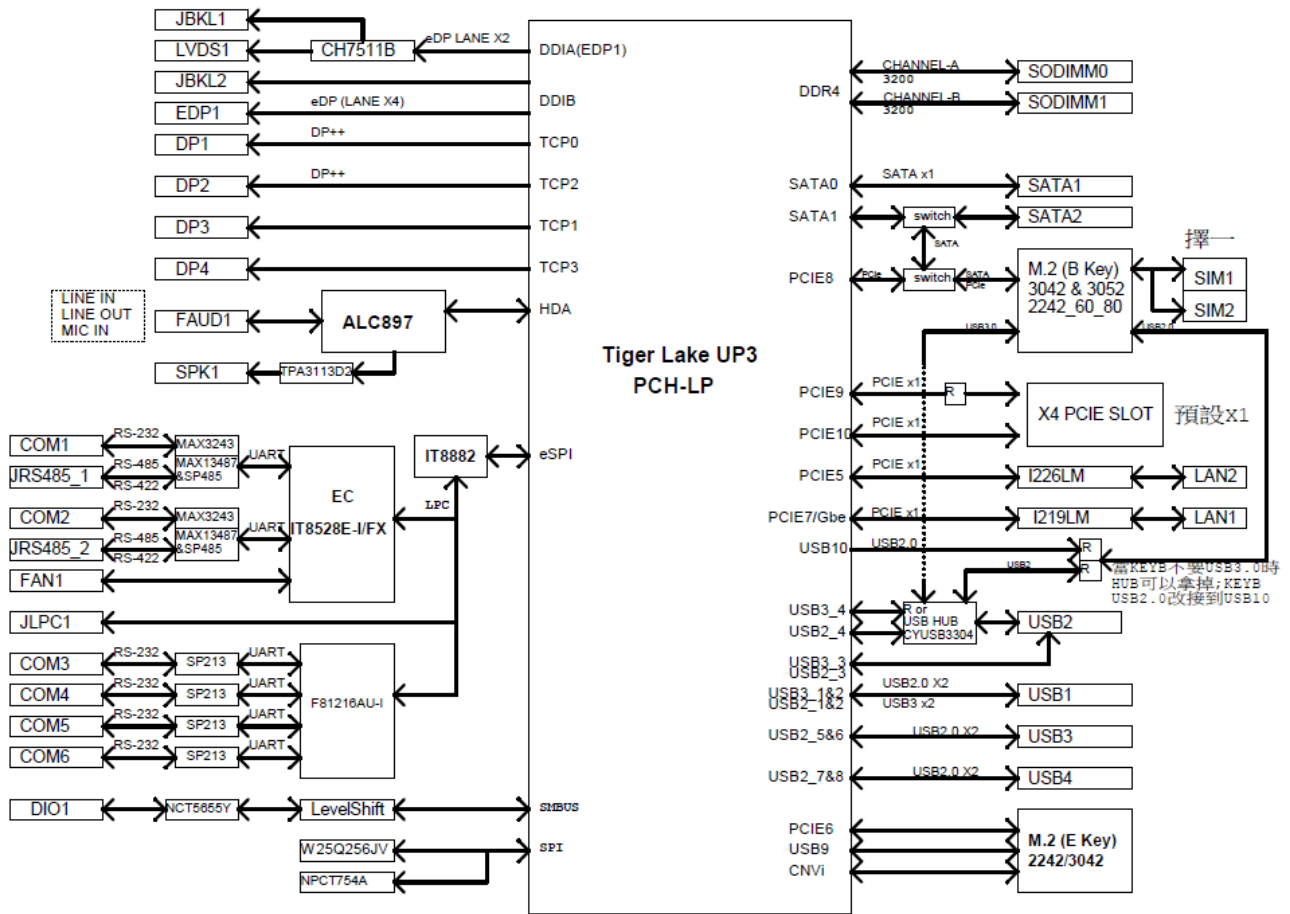 JBKL1
LVDS1
CH7511B
eDP LANE X2
DDIA(EDP1)
JBKL2
EDP1
eDP (LANE X4)
DDIB
DP1
DP++
TCP0
DP2
DP++
TCP2
DP3
TCP1
DP4
TCP3
LINE IN
LINE OUT
MIC IN
FAUD1
ALC897
HDA
SPK1
TPA3113D2
Tiger Lake UP3
PCH-LP
COM1
RS-232
MAX3243
JRS485_1
RS-485
RS-422
MAX13487
&SP485
UART
COM2
RS-232
MAX3243
JRS485_2
RS-485
RS-422
MAX13487
&SP485
UART
EC
IT8528E-I/FX
FAN1
IT8882
eSPI
LPC
JLPC1
COM3
RS-232
SP213
UART
COM4
RS-232
SP213
UART
COM5
RS-232
SP213
UART
COM6
RS-232
SP213
UART
F81216AU-I
DIO1
NCT5655Y
LevelShift
SMBUS
W25Q256JV
SPI
NPCT754A
DDR4
CHANNEL-A
3200
SODIMM0
CHANNEL-B
3200
SODIMM1
SATA0
SATA x1
SATA1
SATA1
switch
SATA2
SATA
PCIE8
PCIe
switch
SATA
PCIe
M.2 (B Key)
3042 & 3052
2242_60_80
擇一
SIM1
SIM2
USB3.0
USB2.0
PCIE9
PCIE x1
R
X4 PCIE SLOT
預設X1
PCIE10
PCIE x1
PCIE5
PCIE x1
I226LM
LAN2
PCIE7/Gbe
PCIE x1
I219LM
LAN1
USB10
USB2.0
R
R
USB2
當KEYB不要USB3.0時
HUB可以拿掉;KEYB
USB2.0改接到USB10
USB3_4
USB2_4
R or
USB HUB
CYUSB3304
USB2
USB3_3
USB2_3
USB3_1&2
USB2_1&2
USB2.0 X2
USB3 x2
USB1
USB2_5&6
USB2.0 X2
USB3
USB2_7&8
USB2.0 X2
USB4
PCIE6
USB9
CNVi
M.2 (E Key)
2242/3042